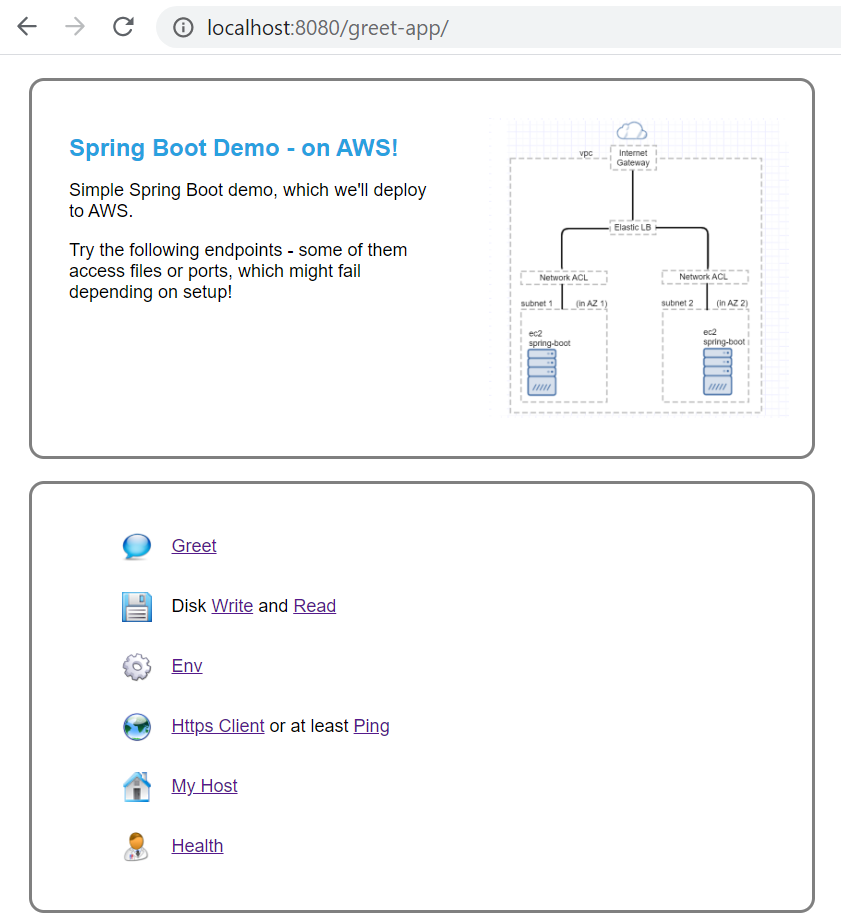 localhost:8080/greet-app/
Spring Boot Demo - on AWS!
Simple Spring Boot demo, which we'll deploy
to AWS.
Try the following endpoints - some of them
access files or ports, which might fail
depending on setup!
vpc
Internet
Gateway
Elastic LB
Network ACL
Network ACL
subnet 1 (in AZ 1)
subnet 2 (in AZ 2)
ec2
spring-boot
ec2
spring-boot
Greet
Disk Write and Read
Env
Https Client or at least Ping
My Host
Health